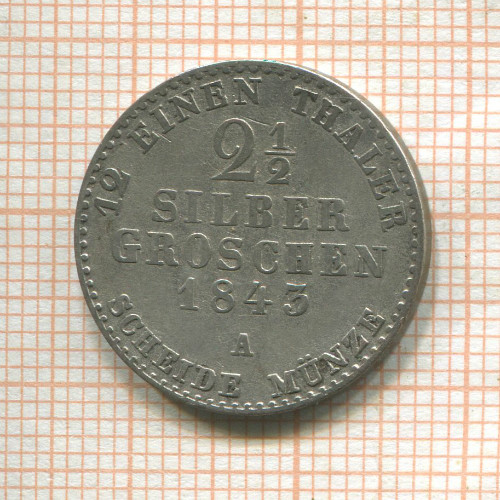 12 EINEN THALER
2 1/2
SILBER
GROSCHEN
1843
A
SCHEIDE MÜNZE